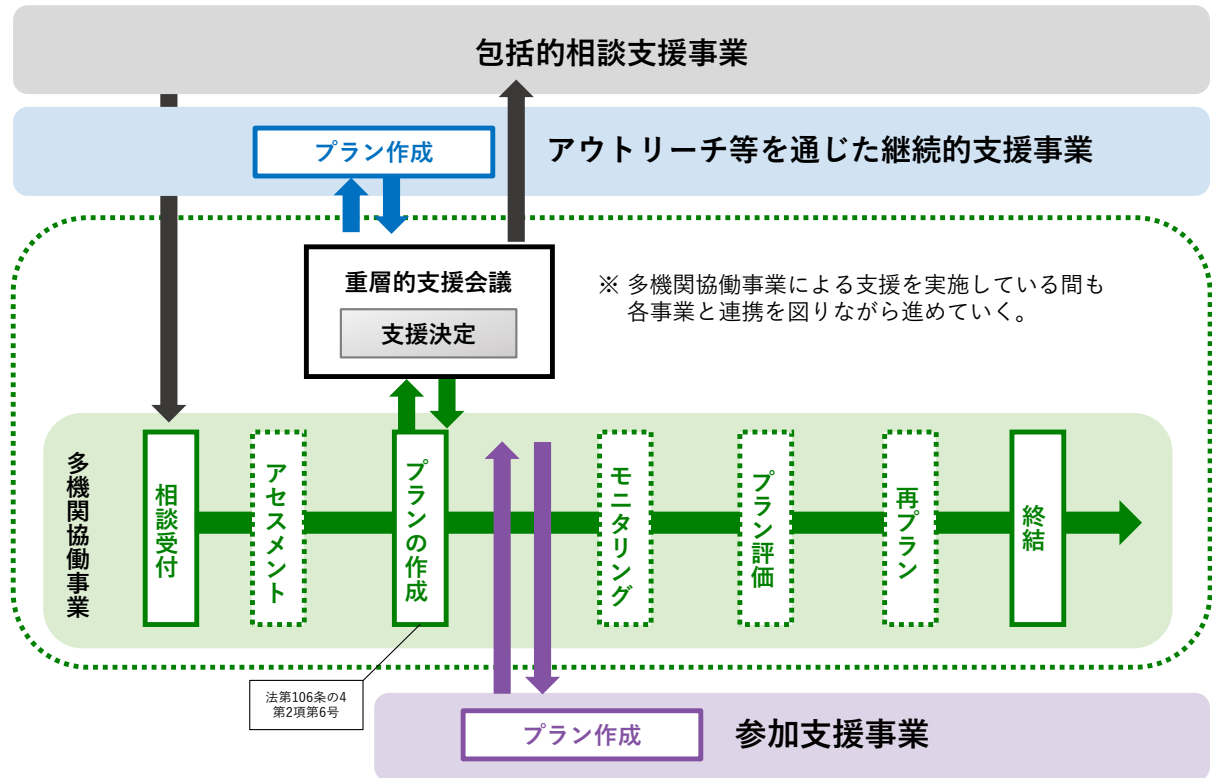 包括的相談支援事業
プラン作成
アウトリーチ等を通じた継続的支援事業
重層的支援会議
支援決定
※ 多機関協働事業による支援を実施している間も
各事業と連携を図りながら進めていく。
多機関協働事業
相談受付
アセスメント
プランの作成
モニタリング
プラン評価
再プラン
終結
法第106条の4
第2項第6号
プラン作成
参加支援事業